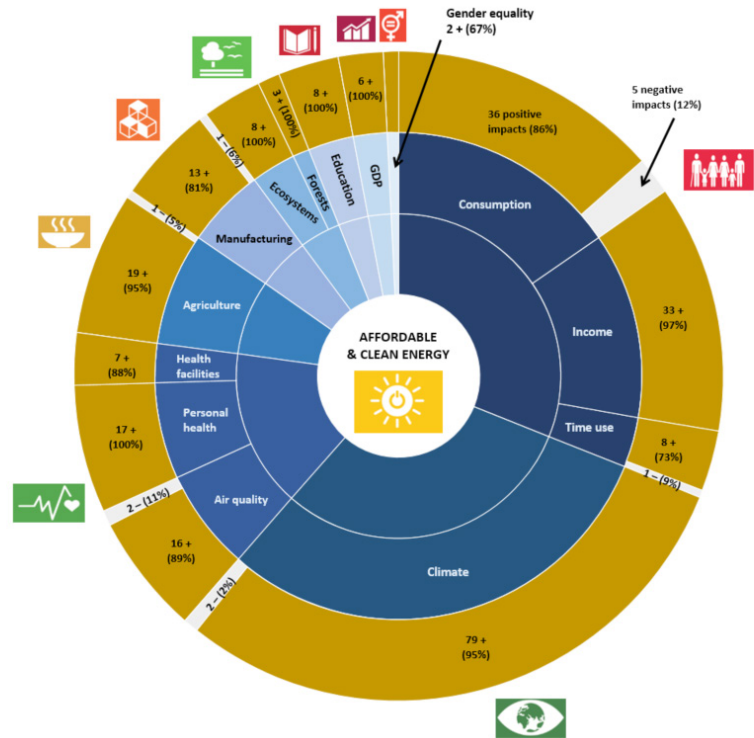 Gender equality
2 + (67%)
5 negative
impacts (12%)
36 positive
impacts (86%)
Consumption
33 +
(97%)
Income
8 +
(73%)
Time use
1 – (9%)
79 +
(95%)
Climate
2 – (2%)
16 +
(89%)
Air quality
2 – (11%)
17 +
(100%)
Personal
health
7 +
(88%)
Health
facilities
19 +
(95%)
Agriculture
1 – (5%)
13 +
(81%)
Manufacturing
1 – (6%)
8 +
(100%)
Ecosystems
3 + (100%)
Forests
8 +
(100%)
Education
6 +
(100%)
GDP
AFFORDABLE
& CLEAN ENERGY